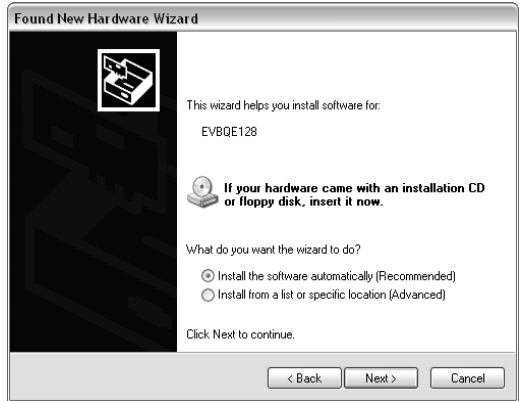 Found New Hardware Wizard
This wizard helps you install software for:
EVBQE128
If your hardware came with an installation CD
or floppy disk, insert it now.
What do you want the wizard to do?
Install the software automatically (Recommended)
Install from a list or specific location (Advanced)
Click Next to continue.
< Back Next > Cancel